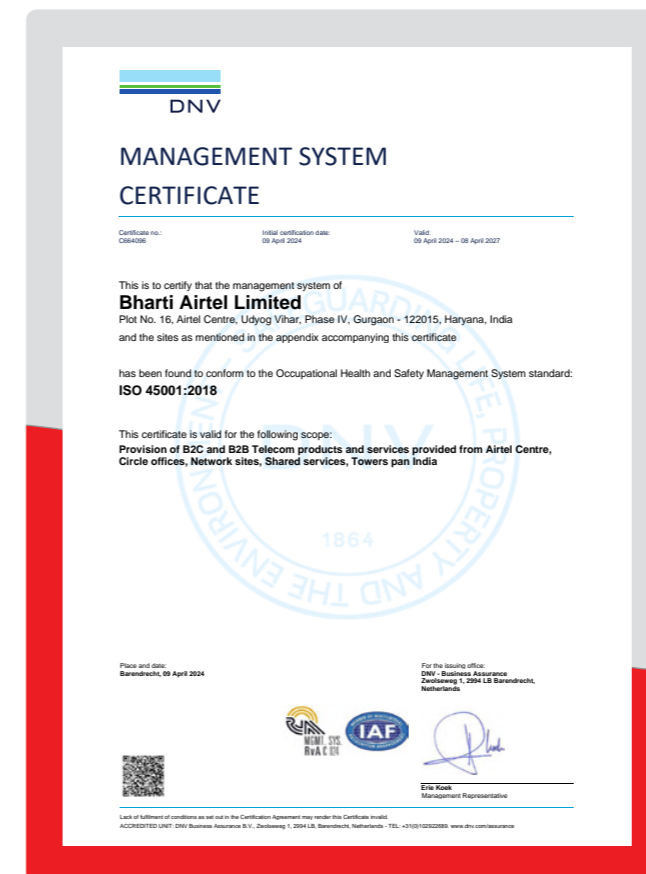 DNV
MANAGEMENT SYSTEM
CERTIFICATE
Certificate no.:
C664096
Initial certification date:
09 April 2024
Valid:
09 April 2024 – 08 April 2027
This is to certify that the management system of
Bharti Airtel Limited
Plot No. 16, Airtel Centre, Udyog Vihar, Phase IV, Gurgaon - 122015, Haryana, India
and the sites as mentioned in the appendix accompanying this certificate
has been found to conform to the Occupational Health and Safety Management System standard:
ISO 45001:2018
This certificate is valid for the following scope:
Provision of B2C and B2B Telecom products and services provided from Airtel Centre,
Circle offices, Network sites, Shared services, Towers pan India
SAFEGUARDING LIFE, PROPERTY AND THE ENVIRONMENT –
DNV
1864
Place and date:
Barendrecht, 09 April 2024
For the issuing office:
DNV - Business Assurance
Zwolseweg 1, 2994 LB Barendrecht,
Netherlands
MGMT. SYS.
RvA C 024
IAF
Erie Koek
Management Representative
Lack of fulfilment of conditions as set out in the Certification Agreement may render this Certificate invalid.
ACCREDITED UNIT: DNV Business Assurance B.V., Zwolseweg 1, 2994 LB, Barendrecht, Netherlands - TEL: +31(0)102922689. www.dnv.com/assurance